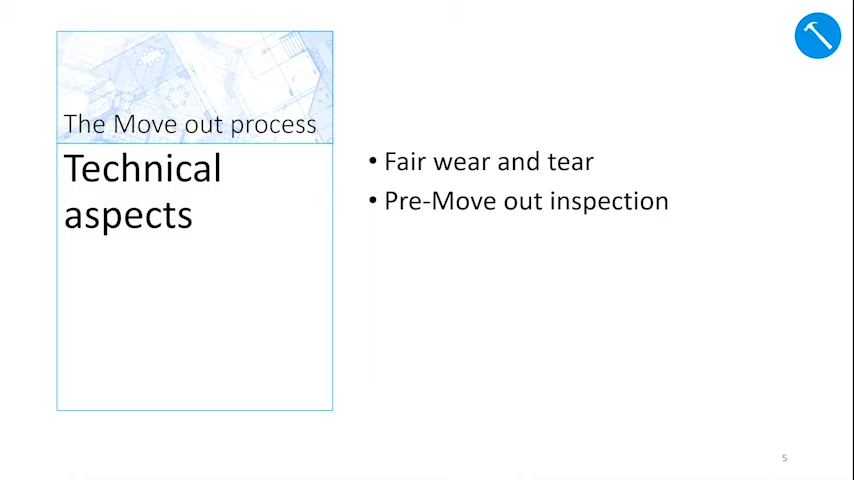 The Move out process
Technical
aspects
• Fair wear and tear
• Pre-Move out inspection
5